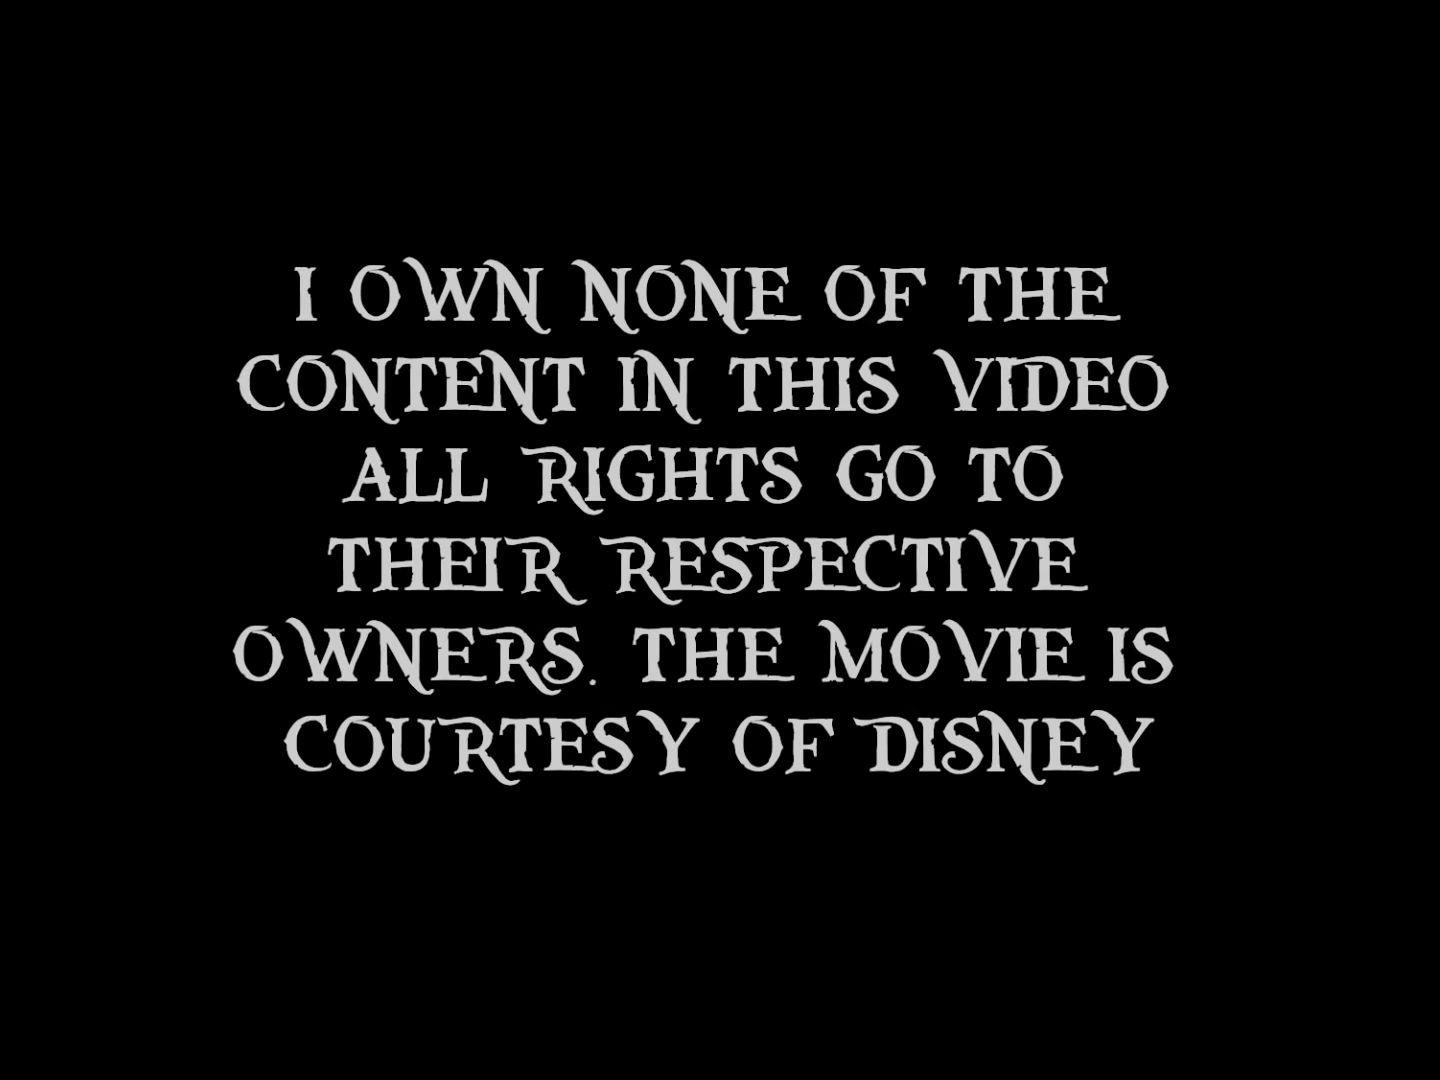 I OWN NONE OF THE
CONTENT IN THIS VIDEO
ALL RIGHTS GO TO
THEIR RESPECTIVE
OWNERS. THE MOVIE IS
COURTESY OF DISNEY